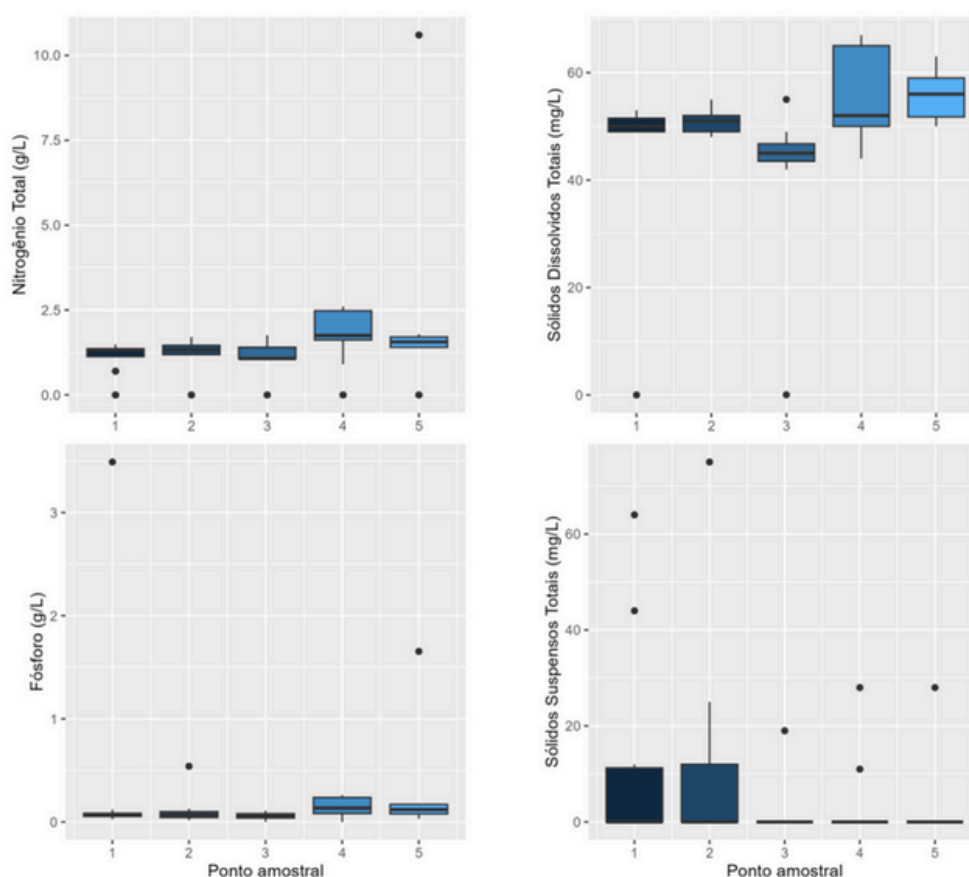 Nitrogênio Total (g/L)
10.0
7.5
5.0
2.5
0.0
1 2 3 4 5
Sólidos Dissolvidos Totais (mg/L)
60
40
20
0
1 2 3 4 5
Fósforo (g/L)
3
2
1
0
1 2 3 4 5
Ponto amostral
Sólidos Suspensos Totais (mg/L)
60
40
20
0
1 2 3 4 5
Ponto amostral